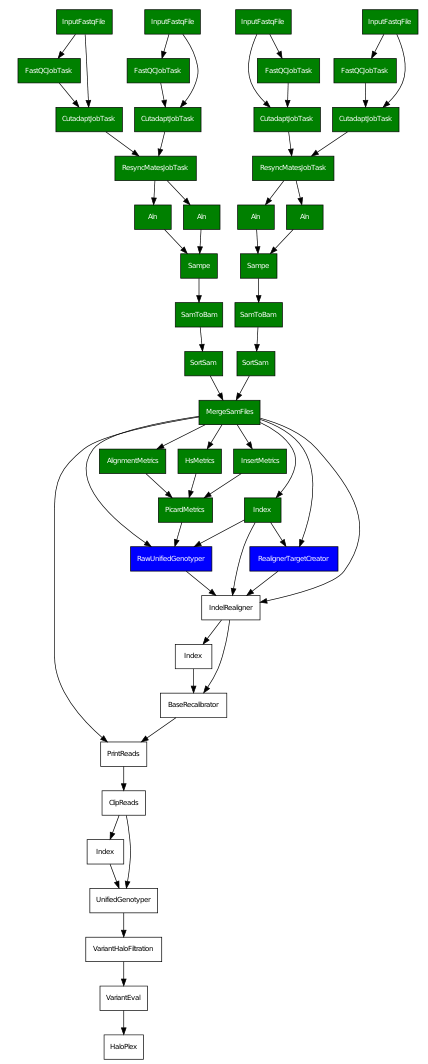 InputFastqFile InputFastqFile InputFastqFile InputFastqFile
FastQCJobTask FastQCJobTask FastQCJobTask FastQCJobTask
CutadaptJobTask CutadaptJobTask CutadaptJobTask CutadaptJobTask
ResyncMatesJobTask ResyncMatesJobTask
Aln Aln Aln Aln
Sampe Sampe
SamToBam SamToBam
SortSam SortSam
MergeSamFiles
AlignmentMetrics HsMetrics InsertMetrics
PicardMetrics Index
RawUnifiedGenotyper RealignerTargetCreator
IndelRealigner
Index
BaseRecalibrator
PrintReads
ClipReads
Index
UnifiedGenotyper
VariantHaloFiltration
VariantEval
HaloPlex